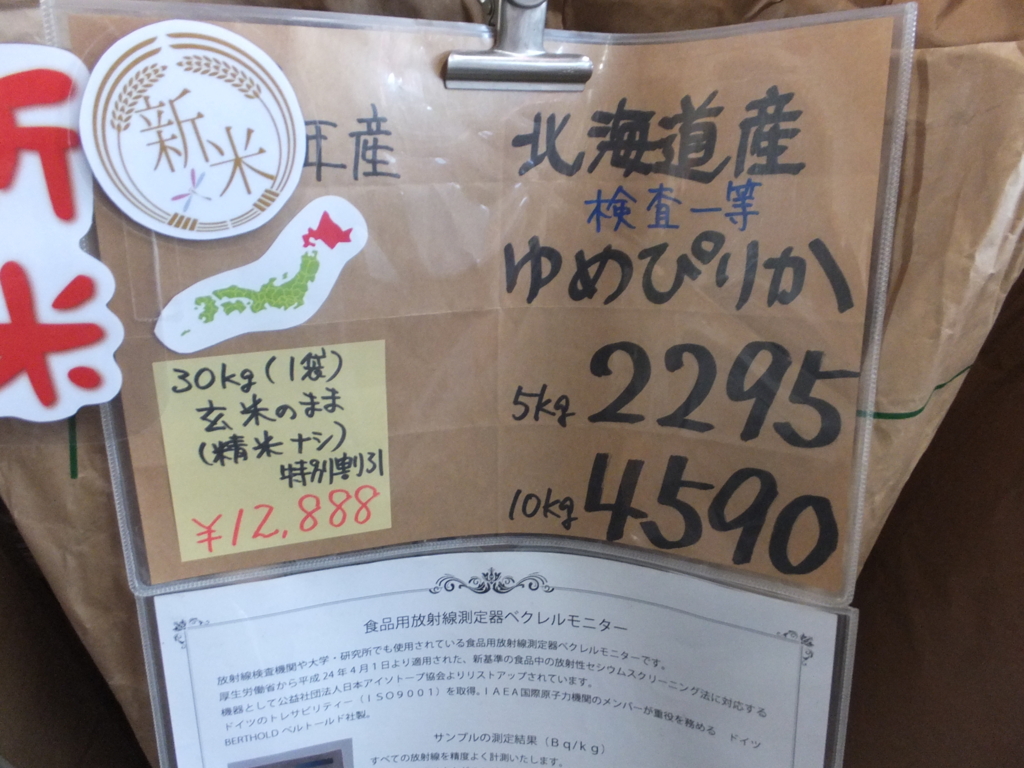 新米
新米
年産
北海道産
検査一等
ゆめぴりか
5kg 2295
10kg 4590
30kg(1袋)
玄米のまま
(精米ナシ)
特別割引
¥12,888
食品用放射線測定器ベクレルモニター
放射線検査機関や大学・研究所でも使用されている食品用放射線測定器ベクレルモニターです。
厚生労働省から平成24年4月1日より適用された、新基準の食品中の放射性セシウムスクリーニング法に対応する
機器として公益社団法人日本アイソトープ協会よりリストアップされています。
ドイツのトレサビリティー(ISO9001)を取得。IAEA国際原子力機関のメンバーが重役を務める ドイツ
BERTHOLDベルトールド社製。
サンプルの測定結果(Bq/kg)
すべての放射線を精度よく計測いたします。